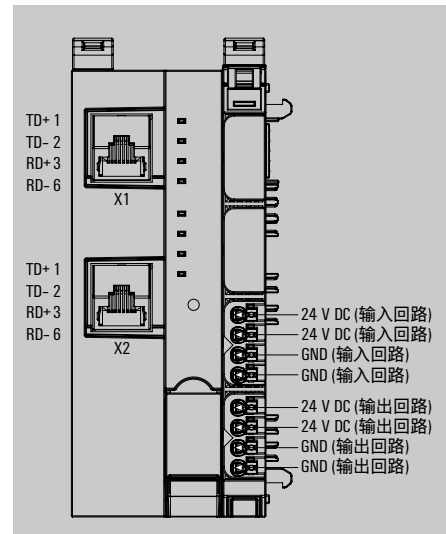 TD+ 1
TD- 2
RD+ 3
RD- 6
X1
TD+ 1
TD- 2
RD+ 3
RD- 6
X2
24 V DC (输入回路)
24 V DC (输入回路)
GND (输入回路)
GND (输入回路)
24 V DC (输出回路)
24 V DC (输出回路)
GND (输出回路)
GND (输出回路)